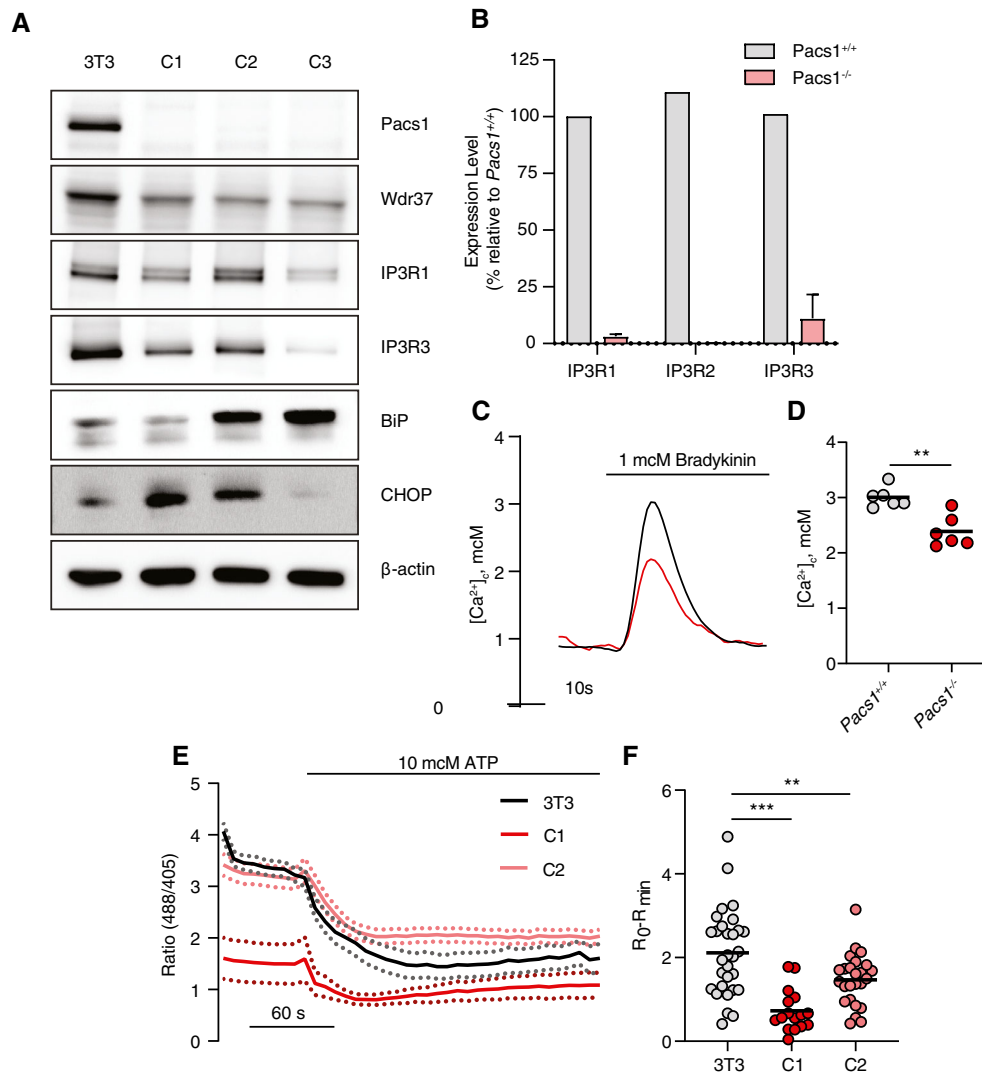 A
3T3 C1 C2 C3
Pacs1
Wdr37
IP3R1
IP3R3
BiP
CHOP
β-actin
B
Pacs1+/+
Pacs1-/-
Expression Level
(% relative to Pacs1+/+)
125
100
75
50
25
0
IP3R1 IP3R2 IP3R3
C
[Ca²⁺]c, mcM
4
3
2
1
0
1 mcM Bradykinin
10s
D
[Ca²⁺]c, mcM
4
3
2
1
0
**
Pacs1+/+ Pacs1-/-
E
Ratio (488/405)
5
4
3
2
1
0
10 mcM ATP
3T3
C1
C2
60 s
F
R0-Rmin
6
4
2
0
**
***
3T3 C1 C2